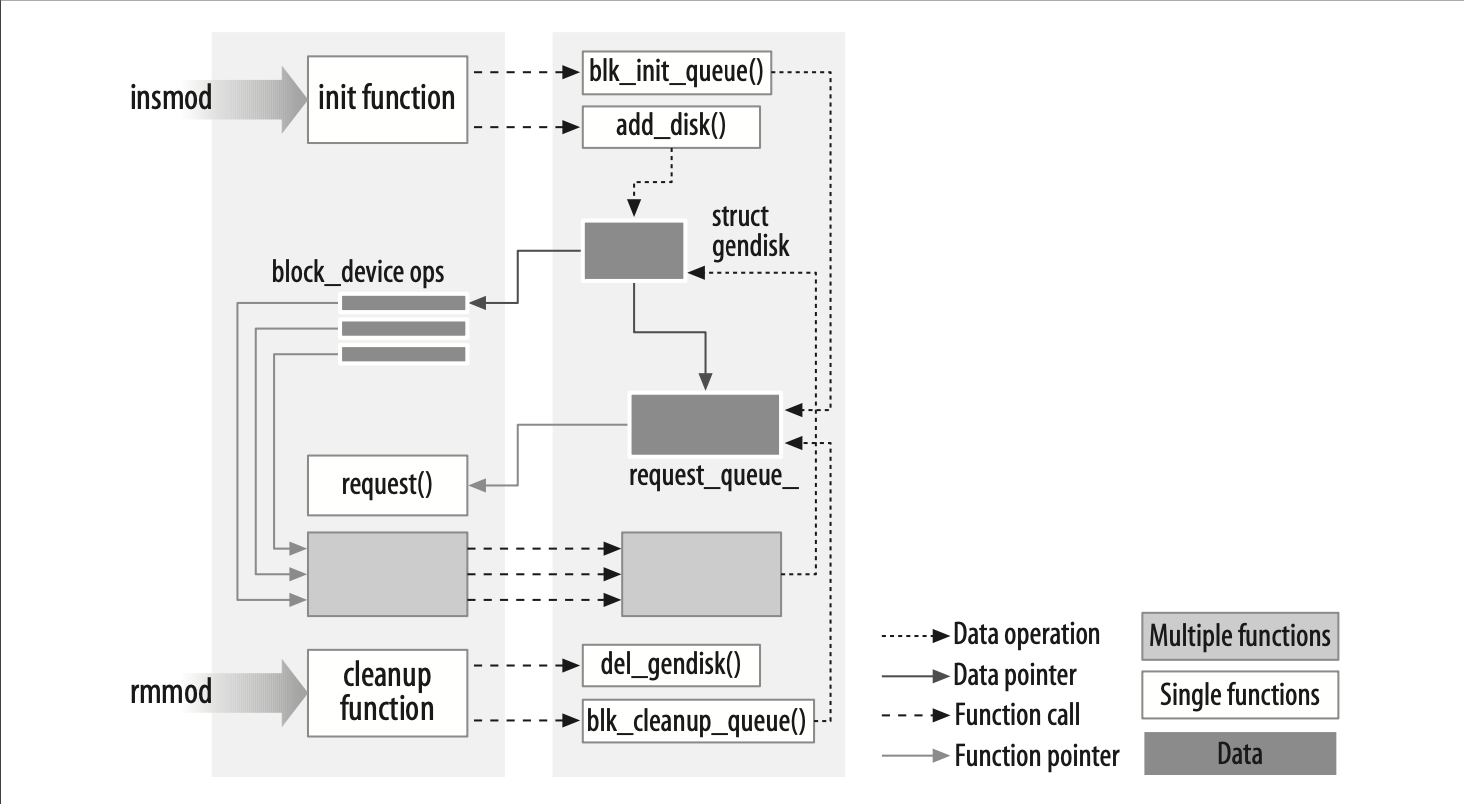 insmod
init function
blk_init_queue()
add_disk()
struct
gendisk
block_device ops
request_queue_
request()
rmmod
cleanup
function
del_gendisk()
blk_cleanup_queue()
Data operation
Data pointer
Function call
Function pointer
Multiple functions
Single functions
Data